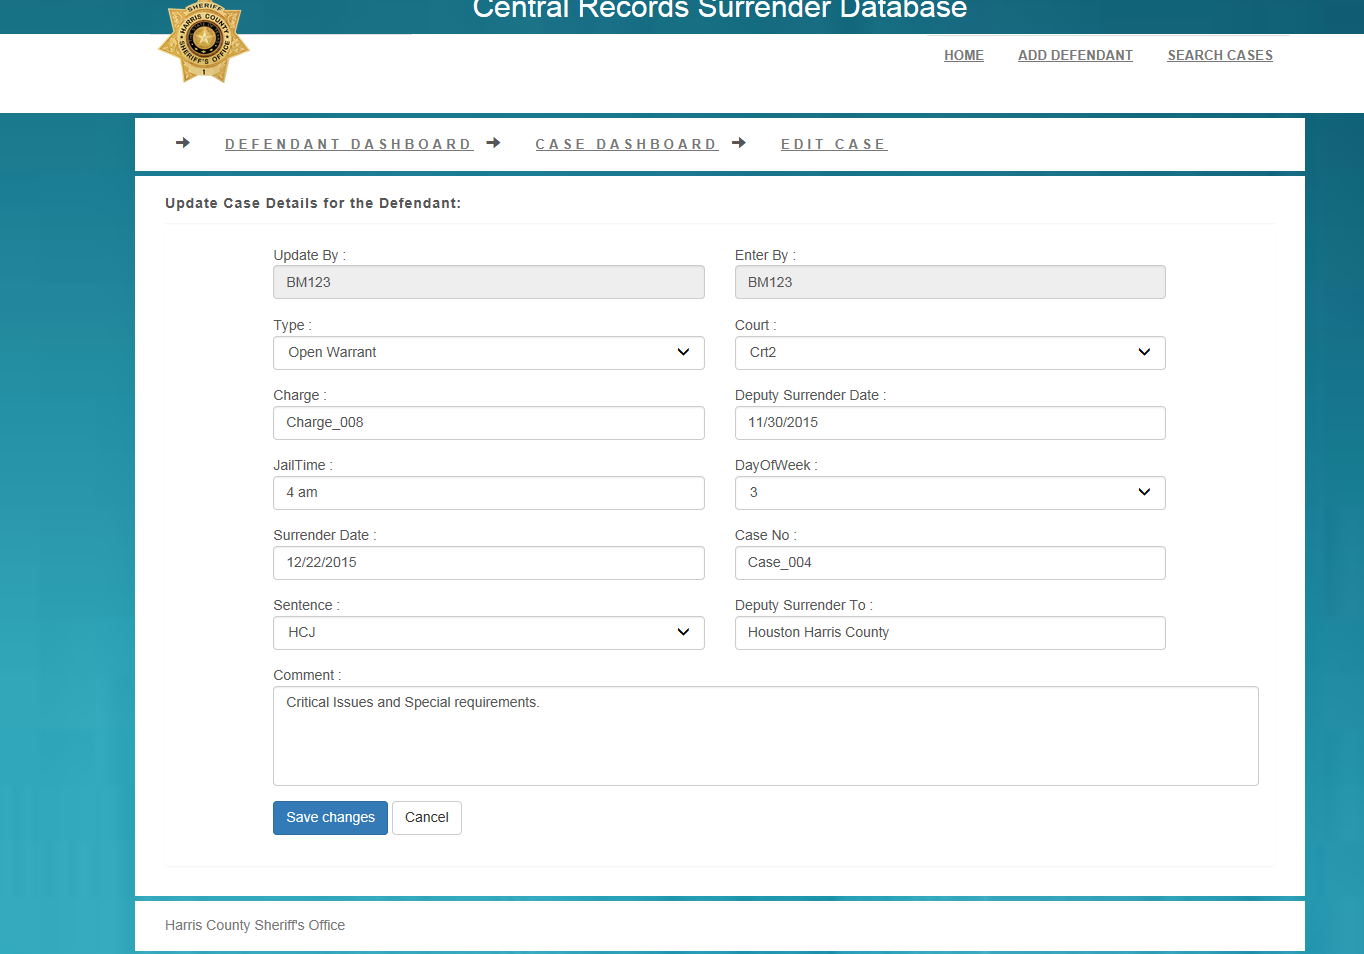 Central Records Surrender Database
SHERIFF
HARRIS COUNTY
SHERIFF'S OFFICE
1
HOME ADD DEFENDANT SEARCH CASES
DEFENDANT DASHBOARD CASE DASHBOARD EDIT CASE
Update Case Details for the Defendant:
Update By : Enter By :
BM123 BM123
Type : Court :
Open Warrant Crt2
Charge : Deputy Surrender Date :
Charge_008 11/30/2015
JailTime : DayOfWeek :
4 am 3
Surrender Date : Case No :
12/22/2015 Case_004
Sentence : Deputy Surrender To :
HCJ Houston Harris County
Comment :
Critical Issues and Special requirements.
Save changes Cancel
Harris County Sheriff's Office